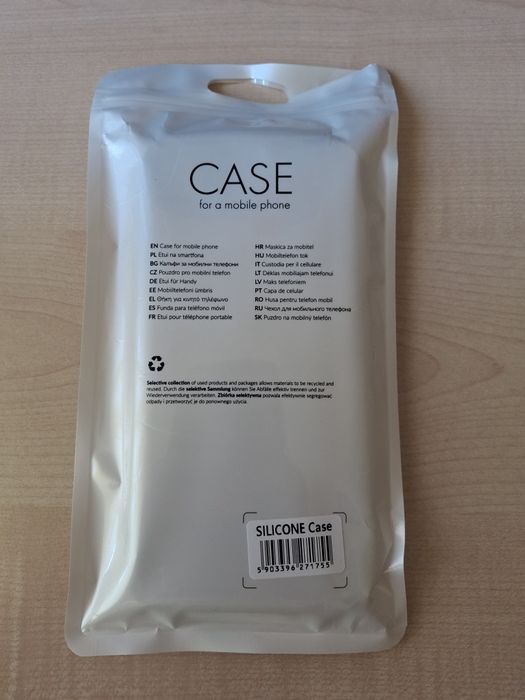 CASE
for a mobile phone
EN Case for mobile phone
PL Etui na smartfona
BG Калъфи за мобилни телефони
CZ Pouzdro pro mobilní telefon
DE Etui für Handy
EE Mobiiltelefoni ümbris
EL Θήκη για κινητό τηλέφωνο
ES Funda para teléfono móvil
FR Etui pour téléphone portable
HR Maskica za mobitel
HU Mobiltelefon tok
IT Custodia per il cellulare
LT Dėklas mobiliajam telefonui
LV Maks telefoniem
PT Capa de celular
RO Husa pentru telefon mobil
RU Чехол для мобильного телефона
SK Puzdro na mobilný telefón
Selective collection of used products and packages allows materials to be recycled and
reused. Durch die selektive Sammlung können Sie Abfälle effektiv trennen und zur
Wiederverwendung verarbeiten. Zbiórka selektywna pozwala efektywnie segregować
odpady i przetworzyć je do ponownego użycia.
SILICONE Case
5 903396 271755